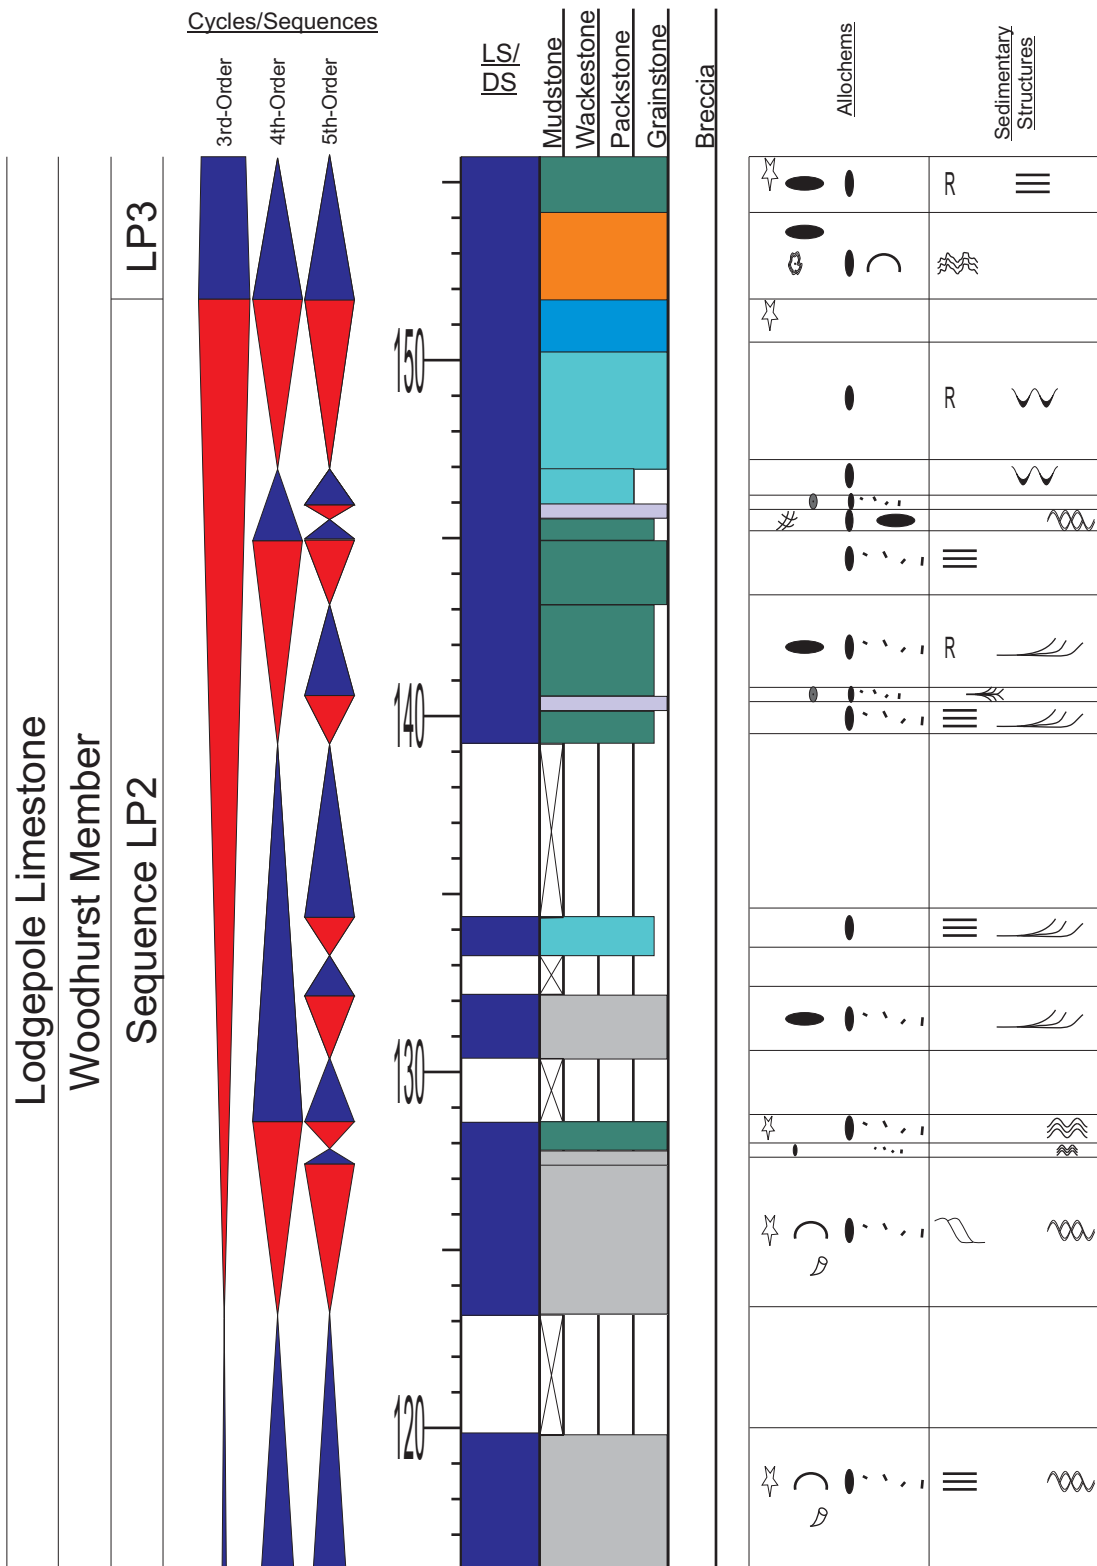 Cycles/Sequences
3rd-Order
4th-Order
5th-Order
LS/
DS
Mudstone
Wackestone
Packstone
Grainstone
Breccia
Allochems
Sedimentary
Structures
Lodgepole Limestone
Woodhurst Member
LP3
Sequence LP2
150
140
130
120
R
R
R